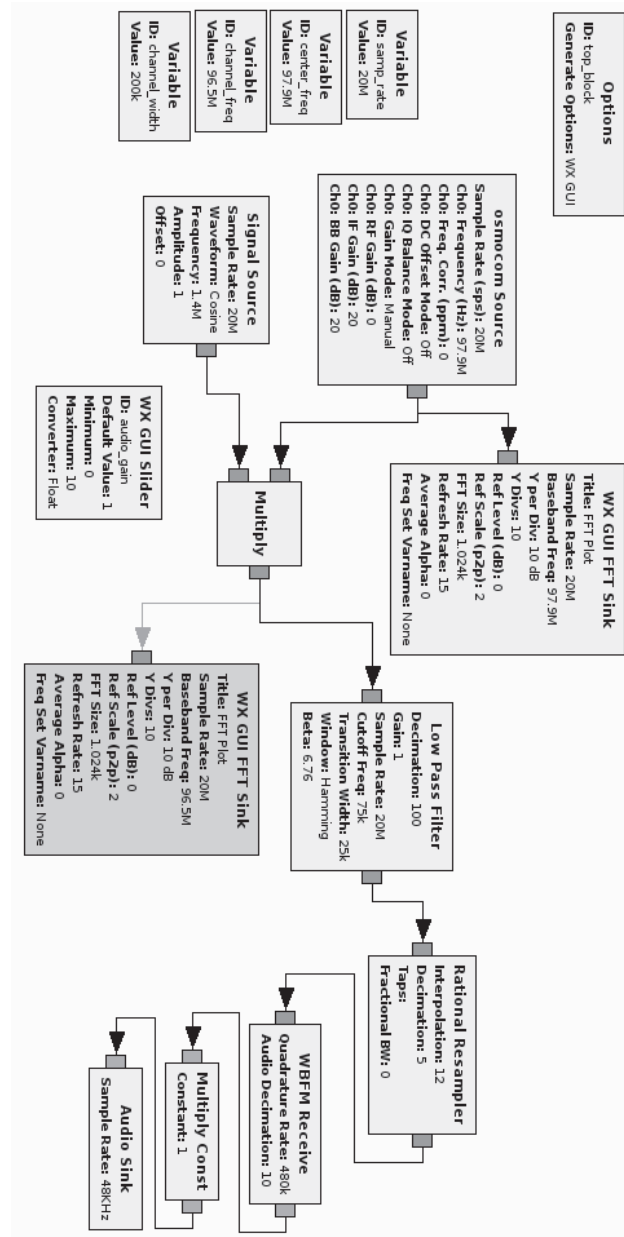 Options
ID: top_block
Generate Options: WX GUI
Variable
ID: samp_rate
Value: 20M
Variable
ID: center_freq
Value: 97.9M
Variable
ID: channel_freq
Value: 96.5M
Variable
ID: channel_width
Value: 200k
osmocom Source
Sample Rate (sps): 20M
Ch0: Frequency (Hz): 97.9M
Ch0: Freq. Corr. (ppm): 0
Ch0: DC Offset Mode: Off
Ch0: IQ Balance Mode: Off
Ch0: Gain Mode: Manual
Ch0: RF Gain (dB): 0
Ch0: IF Gain (dB): 20
Ch0: BB Gain (dB): 20
Signal Source
Sample Rate: 20M
Waveform: Cosine
Frequency: 1.4M
Amplitude: 1
Offset: 0
WX GUI FFT Sink
Title: FFT Plot
Sample Rate: 20M
Baseband Freq: 97.9M
Y per Div: 10 dB
Y Divs: 10
Ref Level (dB): 0
Ref Scale (p2p): 2
FFT Size: 1.024k
Refresh Rate: 15
Average Alpha: 0
Freq Set Varname: None
Multiply
WX GUI Slider
ID: audio_gain
Default Value: 1
Minimum: 0
Maximum: 10
Converter: Float
Low Pass Filter
Decimation: 100
Gain: 1
Sample Rate: 20M
Cutoff Freq: 75k
Transition Width: 25k
Window: Hamming
Beta: 6.76
WX GUI FFT Sink
Title: FFT Plot
Sample Rate: 20M
Baseband Freq: 96.5M
Y per Div: 10 dB
Y Divs: 10
Ref Level (dB): 0
Ref Scale (p2p): 2
FFT Size: 1.024k
Refresh Rate: 15
Average Alpha: 0
Freq Set Varname: None
Rational Resampler
Interpolation: 12
Decimation: 5
Taps:
Fractional BW: 0
WBFM Receive
Quadrature Rate: 480k
Audio Decimation: 10
Multiply Const
Constant: 1
Audio Sink
Sample Rate: 48KHz